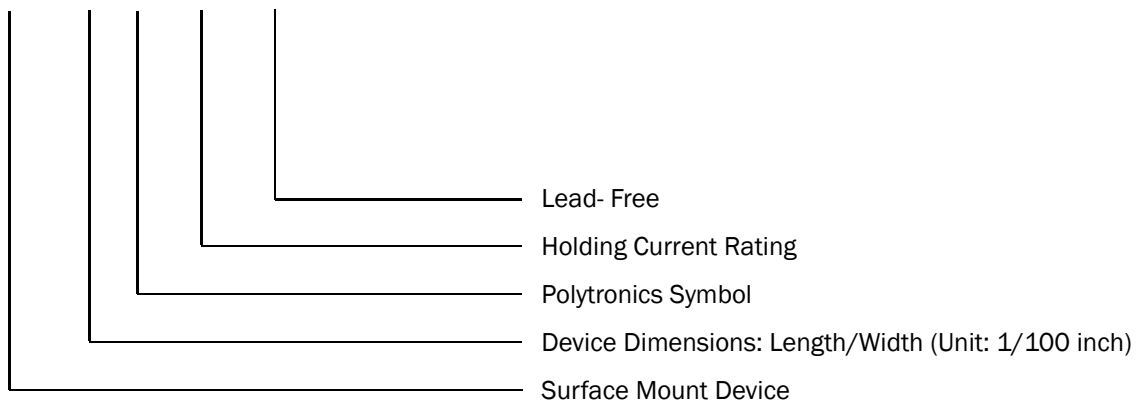 Lead- Free
Holding Current Rating
Polytronics Symbol
Device Dimensions: Length/Width (Unit: 1/100 inch)
Surface Mount Device